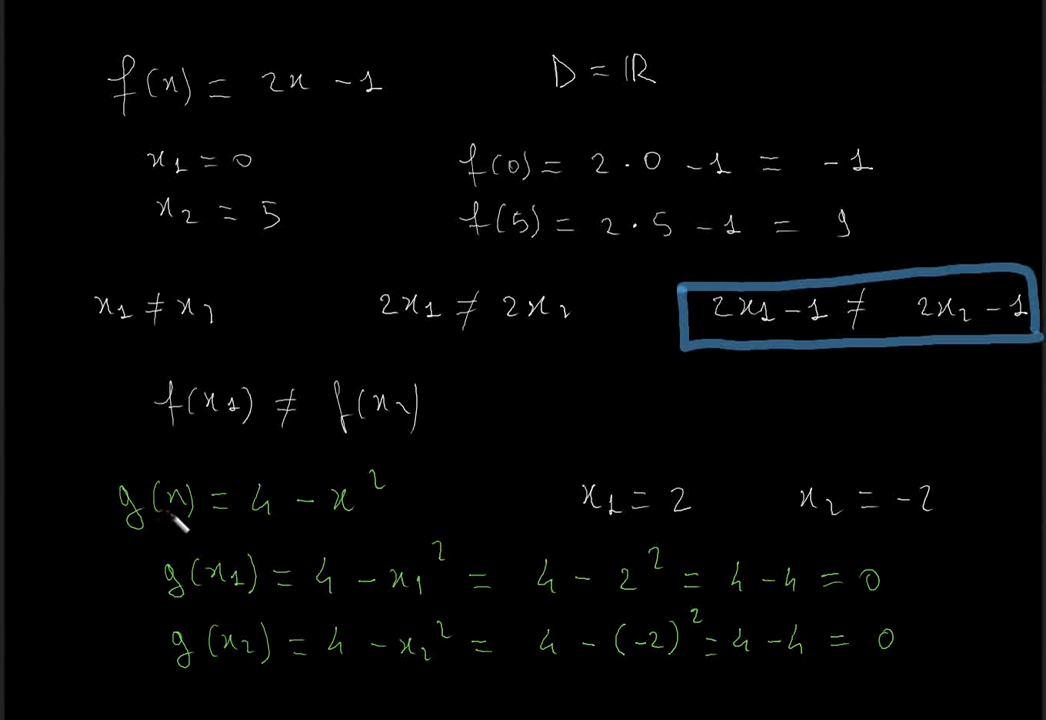 f(x) = 2x - 1 D = ℝ
x₁ = 0 f(0) = 2 · 0 - 1 = -1
x₂ = 5 f(5) = 2 · 5 - 1 = 9
x₁ ≠ x₂ 2x₁ ≠ 2x₂ 2x₁ - 1 ≠ 2x₂ - 1
f(x₁) ≠ f(x₂)
g(x) = 4 - x² x₁ = 2 x₂ = -2
g(x₁) = 4 - x₁² = 4 - 2² = 4 - 4 = 0
g(x₂) = 4 - x₂² = 4 - (-2)² = 4 - 4 = 0